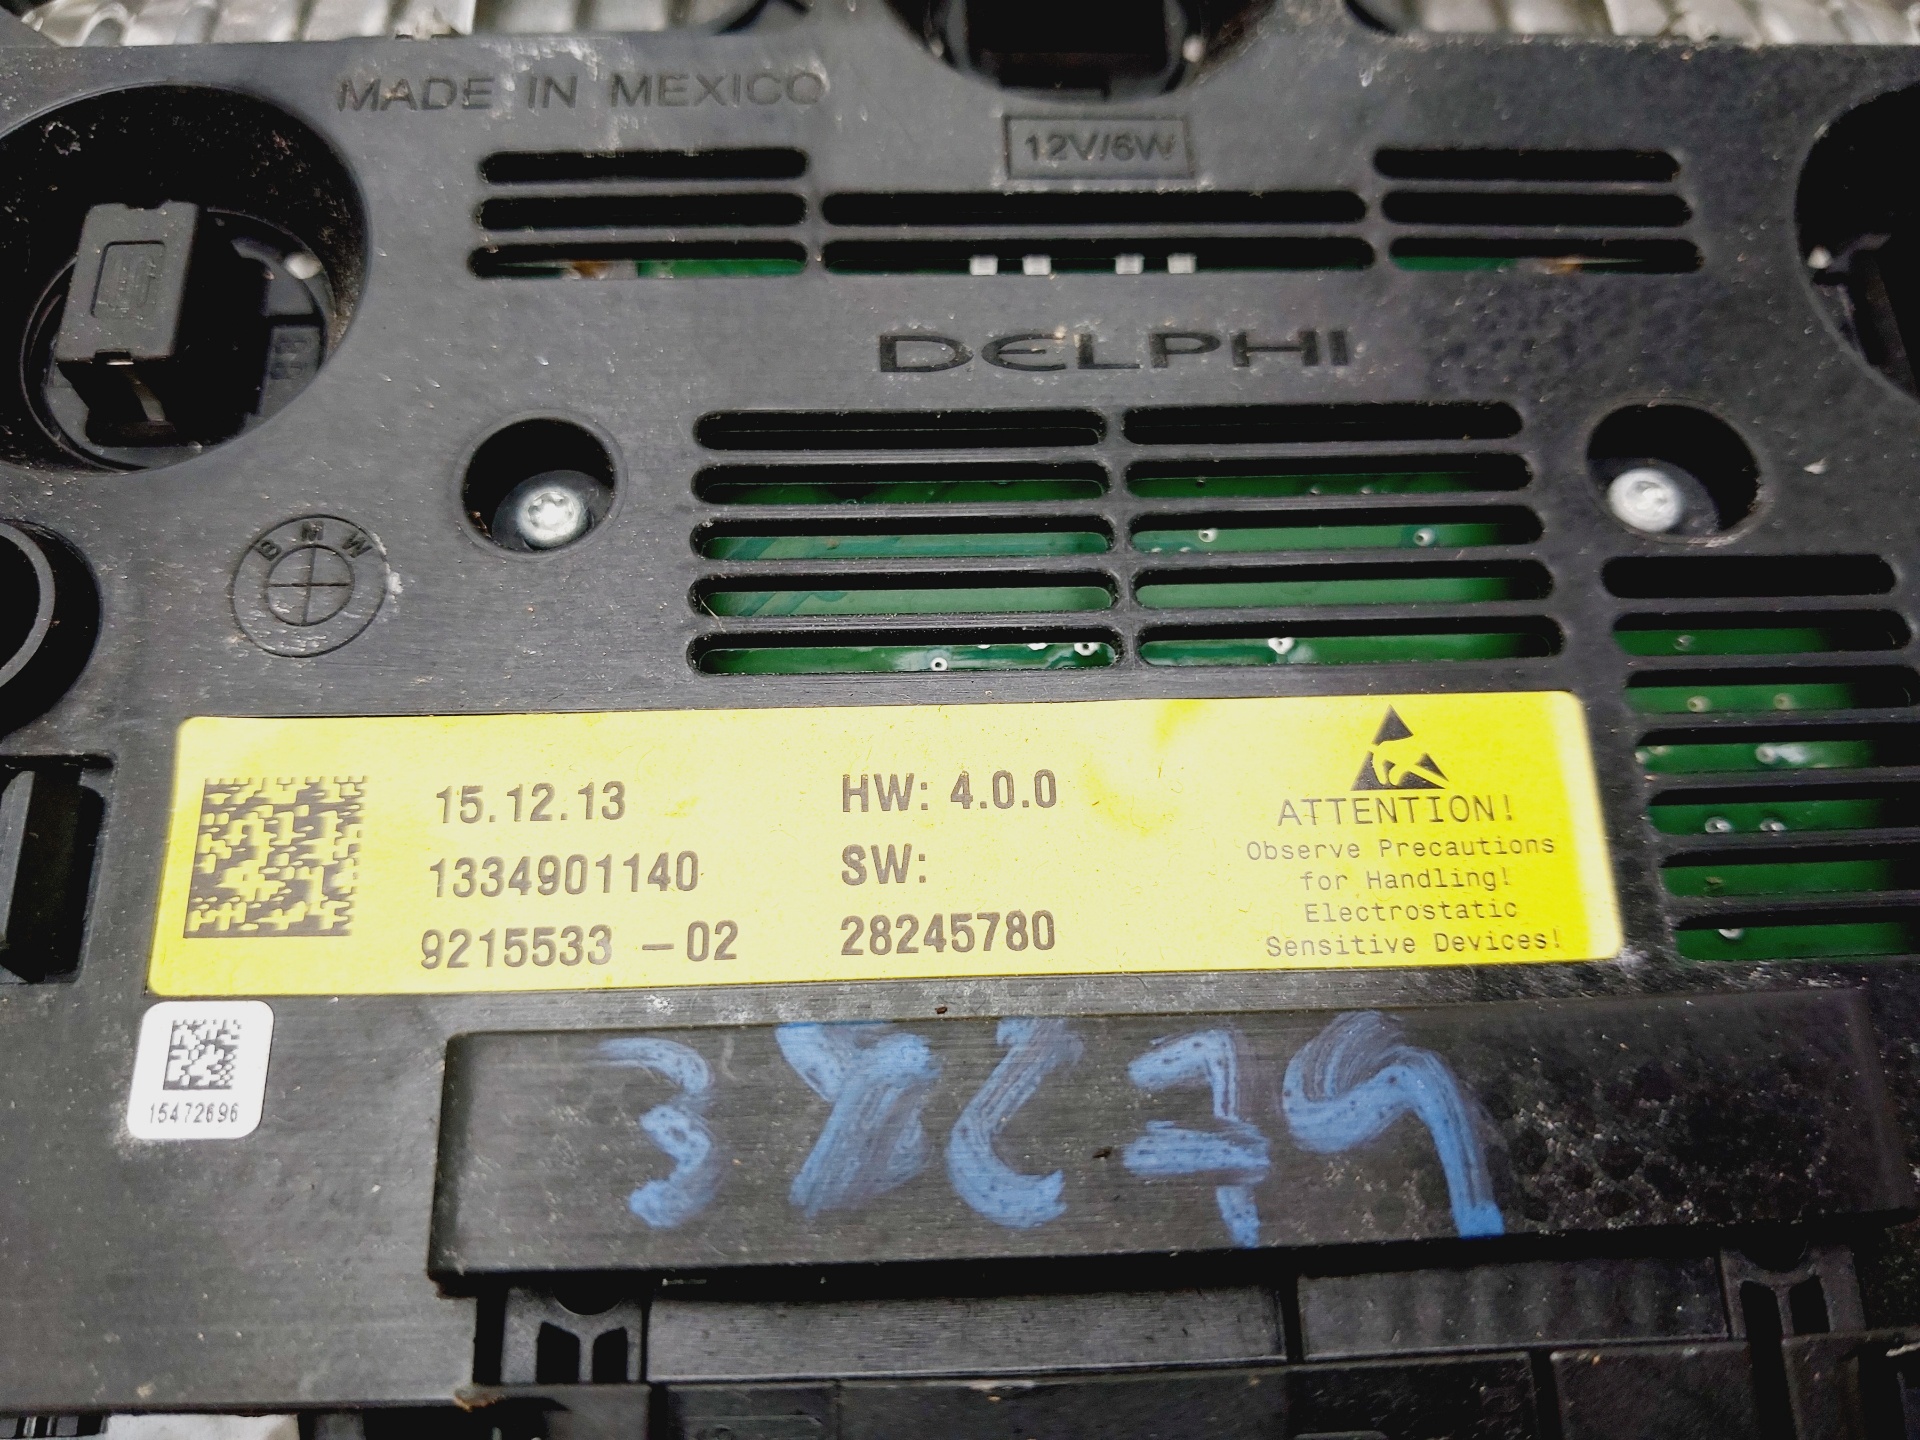 MADE IN MEXICO
12V/6W
DELPHI
BMW
15.12.13
1334901140
9215533 -02
HW: 4.0.0
SW:
28245780
ATTENTION!
Observe Precautions
for Handling!
Electrostatic
Sensitive Devices!
15472696